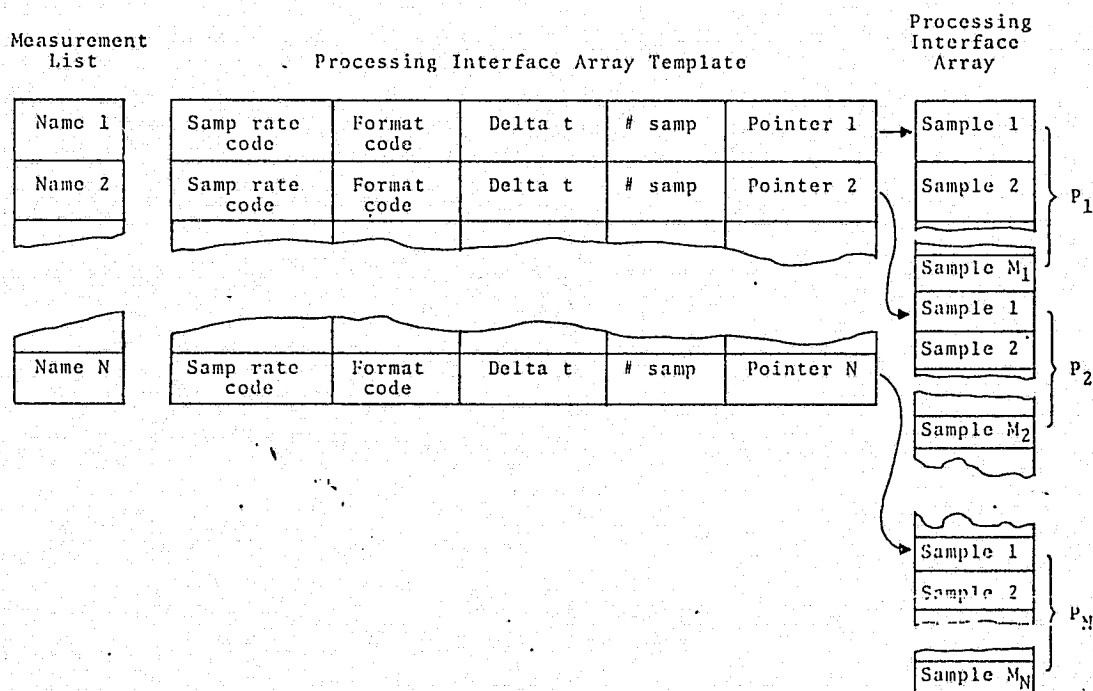 Measurement
List
Processing Interface Array Template
Processing
Interface
Array
Name 1
Samp rate
code
Format
code
Delta t
# samp
Pointer 1
Sample 1
Name 2
Samp rate
code
Format
code
Delta t
# samp
Pointer 2
Sample 2
P1
Sample M1
Sample 1
Sample 2
P2
Name N
Samp rate
code
Format
code
Delta t
# samp
Pointer N
Sample M2
Sample 1
Sample 2
PN
Sample MN